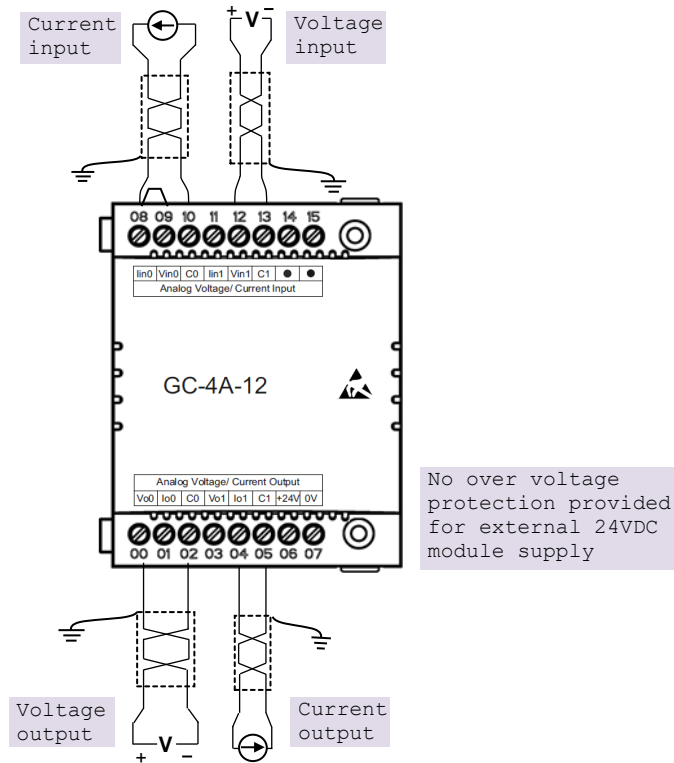 Current
input
+ V -
Voltage
input
08 09 10 11 12 13 14 15
Iin0 Vin0 C0 Iin1 Vin1 C1 ● ●
Analog Voltage/ Current Input
GC-4A-12
No over voltage
protection provided
for external 24VDC
module supply
Analog Voltage/ Current Output
Vo0 Io0 C0 Vo1 Io1 C1 +24V 0V
00 01 02 03 04 05 06 07
Voltage
output
V
+ -
Current
output